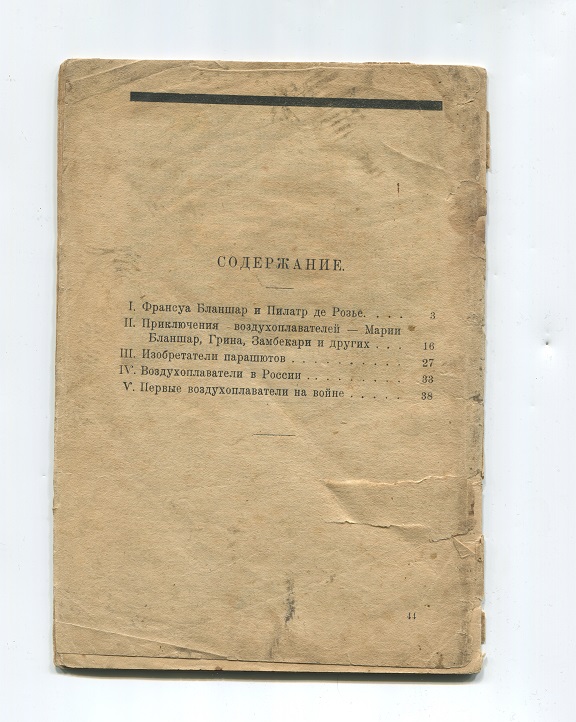 СОДЕРЖАНИЕ.
I. Франсуа Бланшар и Пилатр де Розье. . . . 3
II. Приключения воздухоплавателей — Марии
Бланшар, Грина, Замбекари и других . . . 16
III. Изобретатели парашютов . . . . . . . . . . . 27
IV. Воздухоплаватели в России . . . . . . . . . . 33
V. Первые воздухоплаватели на войне . . . . . . 38
44